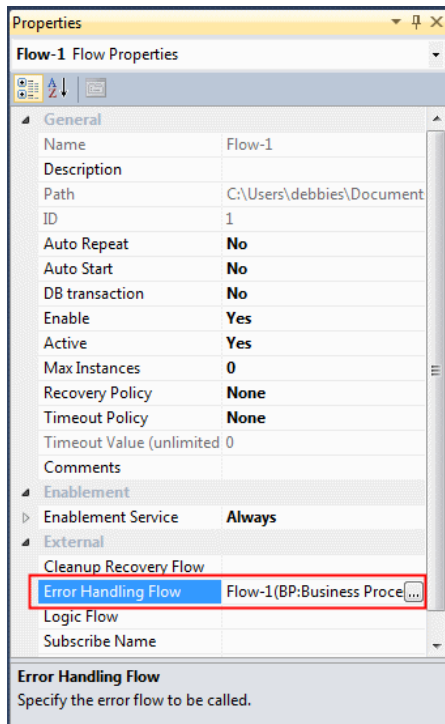 Properties
Flow-1 Flow Properties
General
Name Flow-1
Description
Path C:\Users\debbies\Document
ID 1
Auto Repeat No
Auto Start No
DB transaction No
Enable Yes
Active Yes
Max Instances 0
Recovery Policy None
Timeout Policy None
Timeout Value (unlimited 0
Comments
Enablement
Enablement Service Always
External
Cleanup Recovery Flow
Error Handling Flow Flow-1(BP:Business Proce ...
Logic Flow
Subscribe Name
Error Handling Flow
Specify the error flow to be called.